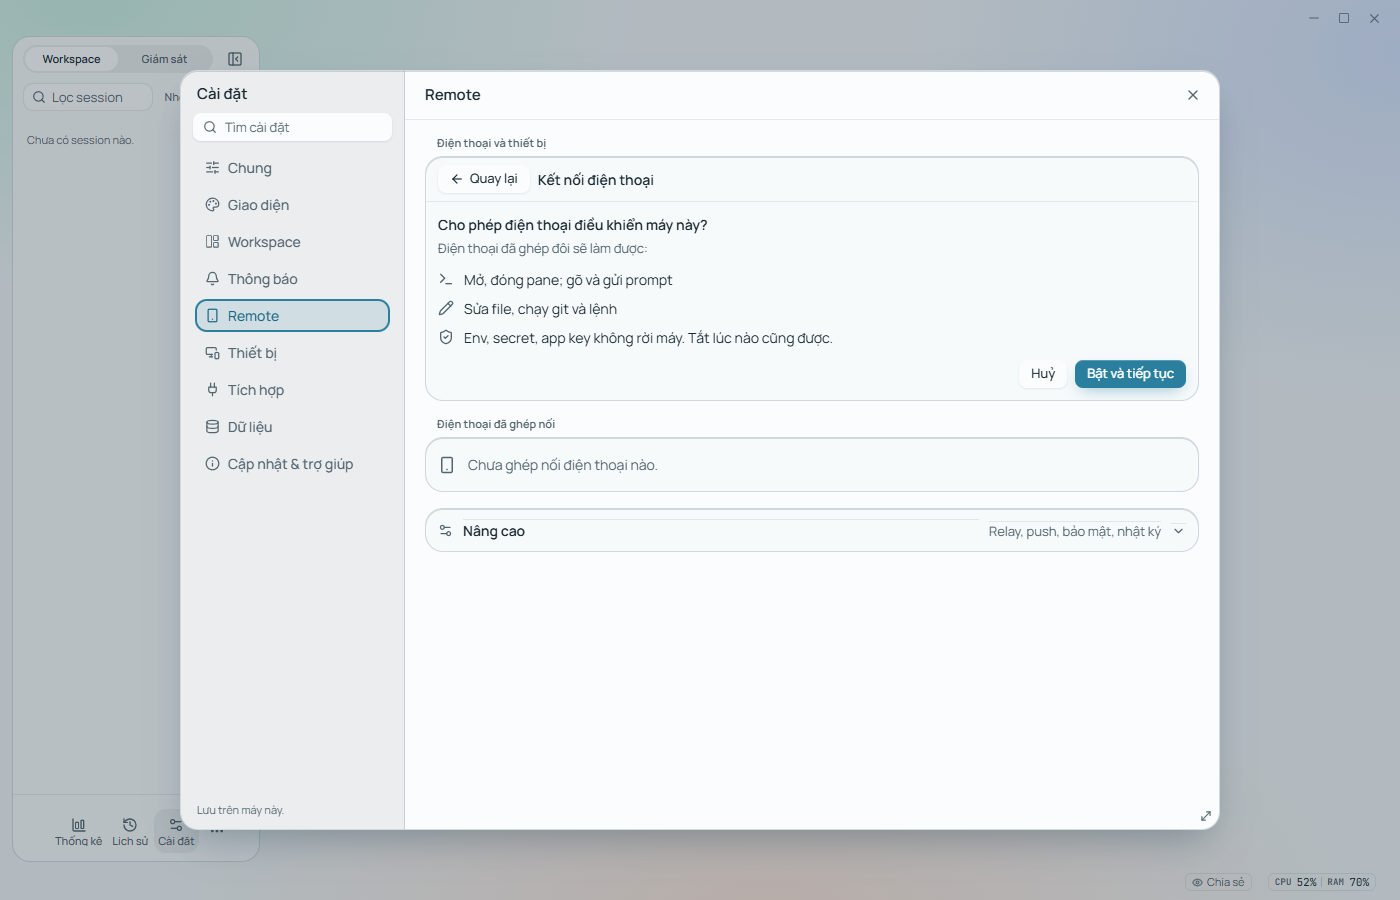 Workspace
Giám sát
Lọc session
Chưa có session nào.
Cài đặt
Tìm cài đặt
Chung
Giao diện
Workspace
Thông báo
Remote
Thiết bị
Tích hợp
Dữ liệu
Cập nhật & trợ giúp
Lưu trên máy này.
Remote
Điện thoại và thiết bị
Quay lại
Kết nối điện thoại
Cho phép điện thoại điều khiển máy này?
Điện thoại đã ghép đôi sẽ làm được:
Mở, đóng pane; gõ và gửi prompt
Sửa file, chạy git và lệnh
Env, secret, app key không rời máy. Tắt lúc nào cũng được.
Huỷ
Bật và tiếp tục
Điện thoại đã ghép nối
Chưa ghép nối điện thoại nào.
Nâng cao
Relay, push, bảo mật, nhật ký
Thống kê
Lịch sử
Cài đặt
Chia sẻ
CPU 52% RAM 70%